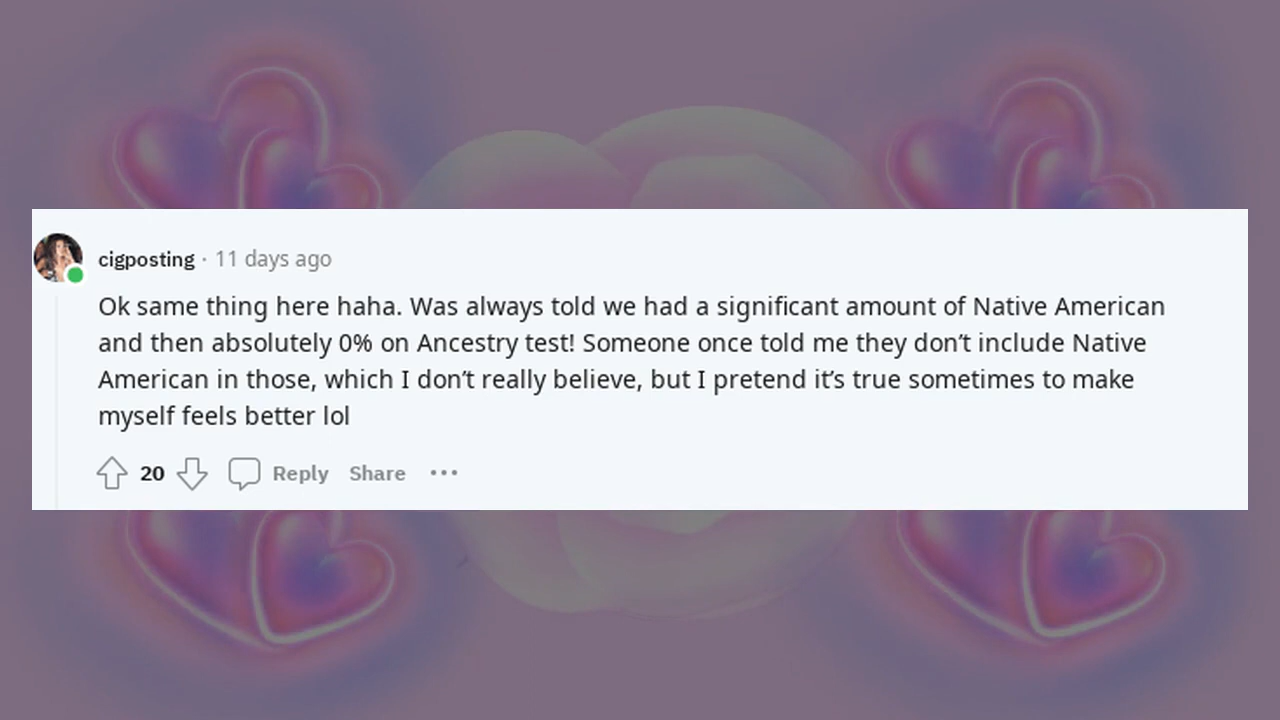 cigposting · 11 days ago
Ok same thing here haha. Was always told we had a significant amount of Native American
and then absolutely 0% on Ancestry test! Someone once told me they don’t include Native
American in those, which I don’t really believe, but I pretend it’s true sometimes to make
myself feels better lol
20 Reply Share •••